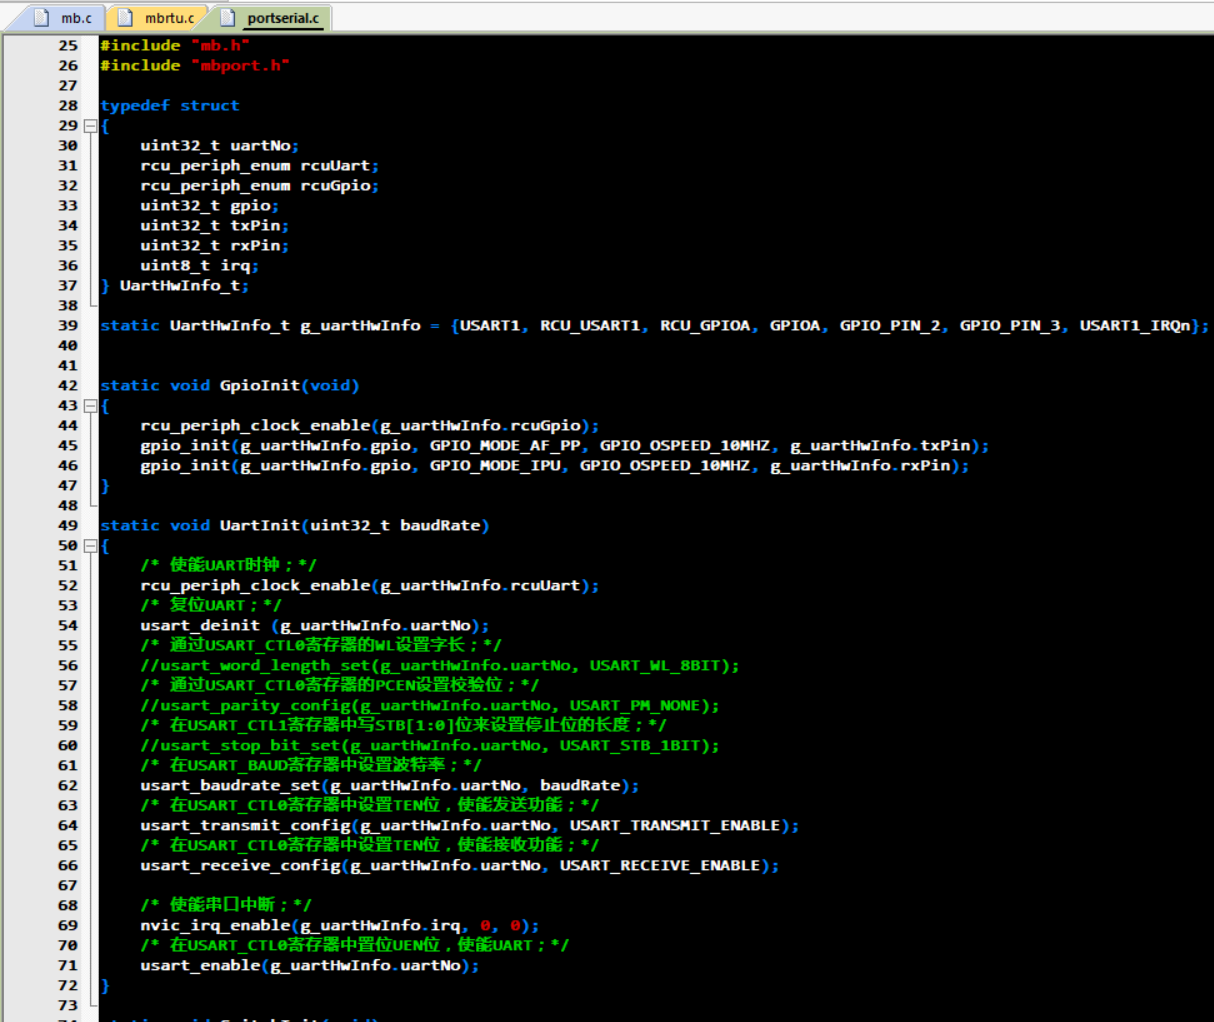 mb.c mbrtu.c portserial.c
25 #include "mb.h"
26 #include "mbport.h"
27
28 typedef struct
29 {
30 uint32_t uartNo;
31 rcu_periph_enum rcuUart;
32 rcu_periph_enum rcuGpio;
33 uint32_t gpio;
34 uint32_t txPin;
35 uint32_t rxPin;
36 uint8_t irq;
37 } UartHwInfo_t;
38
39 static UartHwInfo_t g_uartHwInfo = {USART1, RCU_USART1, RCU_GPIOA, GPIOA, GPIO_PIN_2, GPIO_PIN_3, USART1_IRQn};
40
41
42 static void GpioInit(void)
43 {
44 rcu_periph_clock_enable(g_uartHwInfo.rcuGpio);
45 gpio_init(g_uartHwInfo.gpio, GPIO_MODE_AF_PP, GPIO_OSPEED_10MHZ, g_uartHwInfo.txPin);
46 gpio_init(g_uartHwInfo.gpio, GPIO_MODE_IPU, GPIO_OSPEED_10MHZ, g_uartHwInfo.rxPin);
47 }
48
49 static void UartInit(uint32_t baudRate)
50 {
51 /* 使能UART时钟；*/
52 rcu_periph_clock_enable(g_uartHwInfo.rcuUart);
53 /* 复位UART；*/
54 usart_deinit (g_uartHwInfo.uartNo);
55 /* 通过USART_CTL0寄存器的WL设置字长；*/
56 //usart_word_length_set(g_uartHwInfo.uartNo, USART_WL_8BIT);
57 /* 通过USART_CTL0寄存器的PCEN设置校验位；*/
58 //usart_parity_config(g_uartHwInfo.uartNo, USART_PM_NONE);
59 /* 在USART_CTL1寄存器中写STB[1:0]位来设置停止位的长度；*/
60 //usart_stop_bit_set(g_uartHwInfo.uartNo, USART_STB_1BIT);
61 /* 在USART_BAUD寄存器中设置波特率；*/
62 usart_baudrate_set(g_uartHwInfo.uartNo, baudRate);
63 /* 在USART_CTL0寄存器中设置TEN位，使能发送功能；*/
64 usart_transmit_config(g_uartHwInfo.uartNo, USART_TRANSMIT_ENABLE);
65 /* 在USART_CTL0寄存器中设置TEN位，使能接收功能；*/
66 usart_receive_config(g_uartHwInfo.uartNo, USART_RECEIVE_ENABLE);
67
68 /* 使能串口中断；*/
69 nvic_irq_enable(g_uartHwInfo.irq, 0, 0);
70 /* 在USART_CTL0寄存器中置位UEN位，使能UART；*/
71 usart_enable(g_uartHwInfo.uartNo);
72 }
73